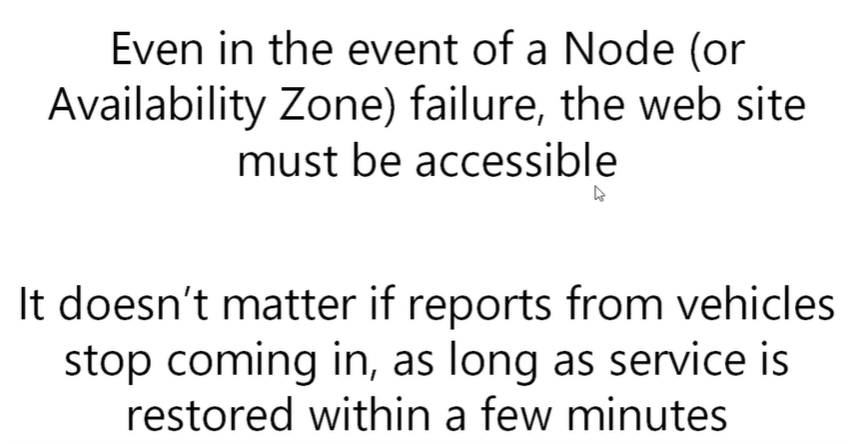 Even in the event of a Node (or
Availability Zone) failure, the web site
must be accessible
It doesn't matter if reports from vehicles
stop coming in, as long as service is
restored within a few minutes